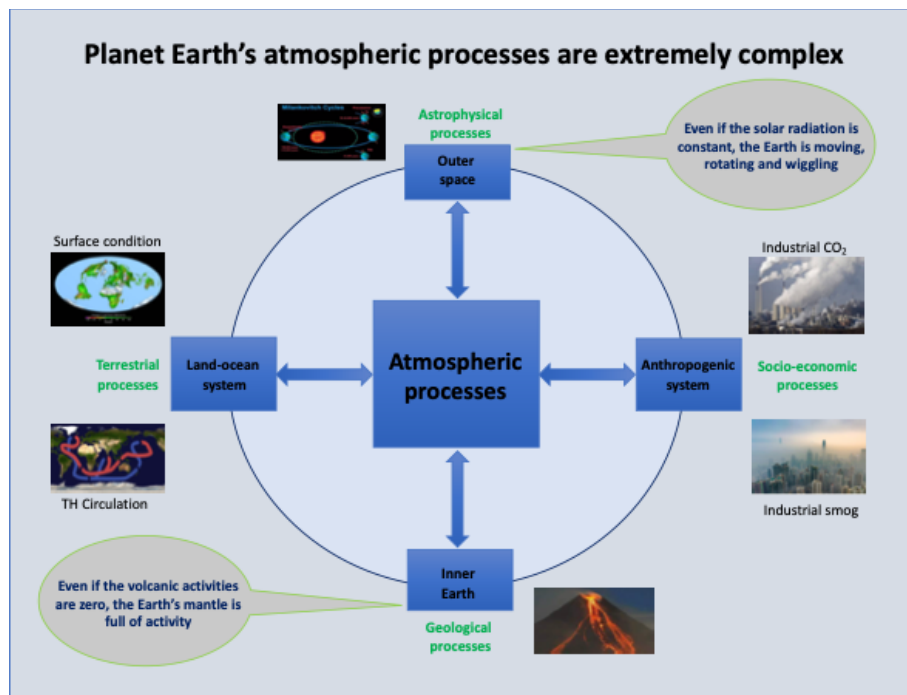 Planet Earth’s atmospheric processes are extremely complex
Milankovitch Cycles
Astrophysical
processes
Even if the solar radiation is
constant, the Earth is moving,
rotating and wiggling
Outer
space
Surface condition
Industrial CO₂
Terrestrial
processes
Land-ocean
system
Atmospheric
processes
Anthropogenic
system
Socio-economic
processes
TH Circulation
Industrial smog
Even if the volcanic activities
are zero, the Earth’s mantle is
full of activity
Inner
Earth
Geological
processes